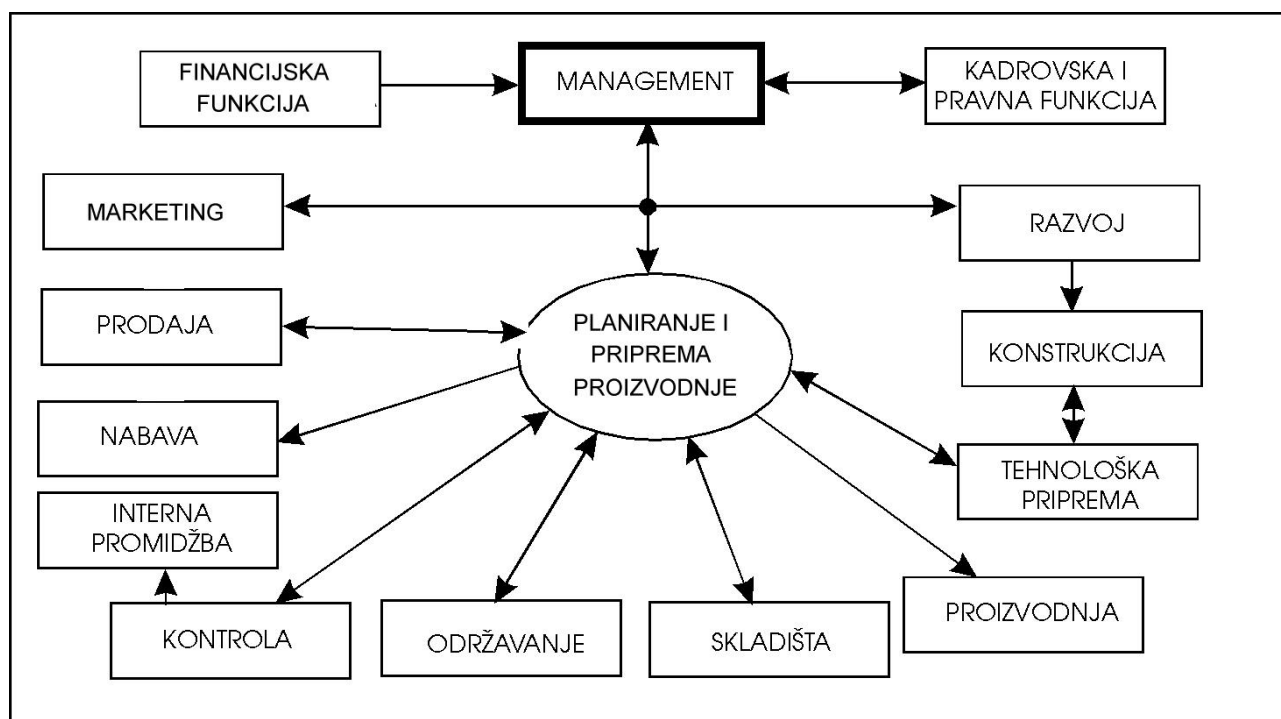 FINANCIJSKA
FUNKCIJA
MANAGEMENT
KADROVSKA I
PRAVNA FUNKCIJA
MARKETING
RAZVOJ
PRODAJA
PLANIRANJE I
PRIPREMA
PROIZVODNJE
KONSTRUKCIJA
NABAVA
TEHNOLOŠKA
PRIPREMA
INTERNA
PROMIDŽBA
KONTROLA
ODRŽAVANJE
SKLADIŠTA
PROIZVODNJA